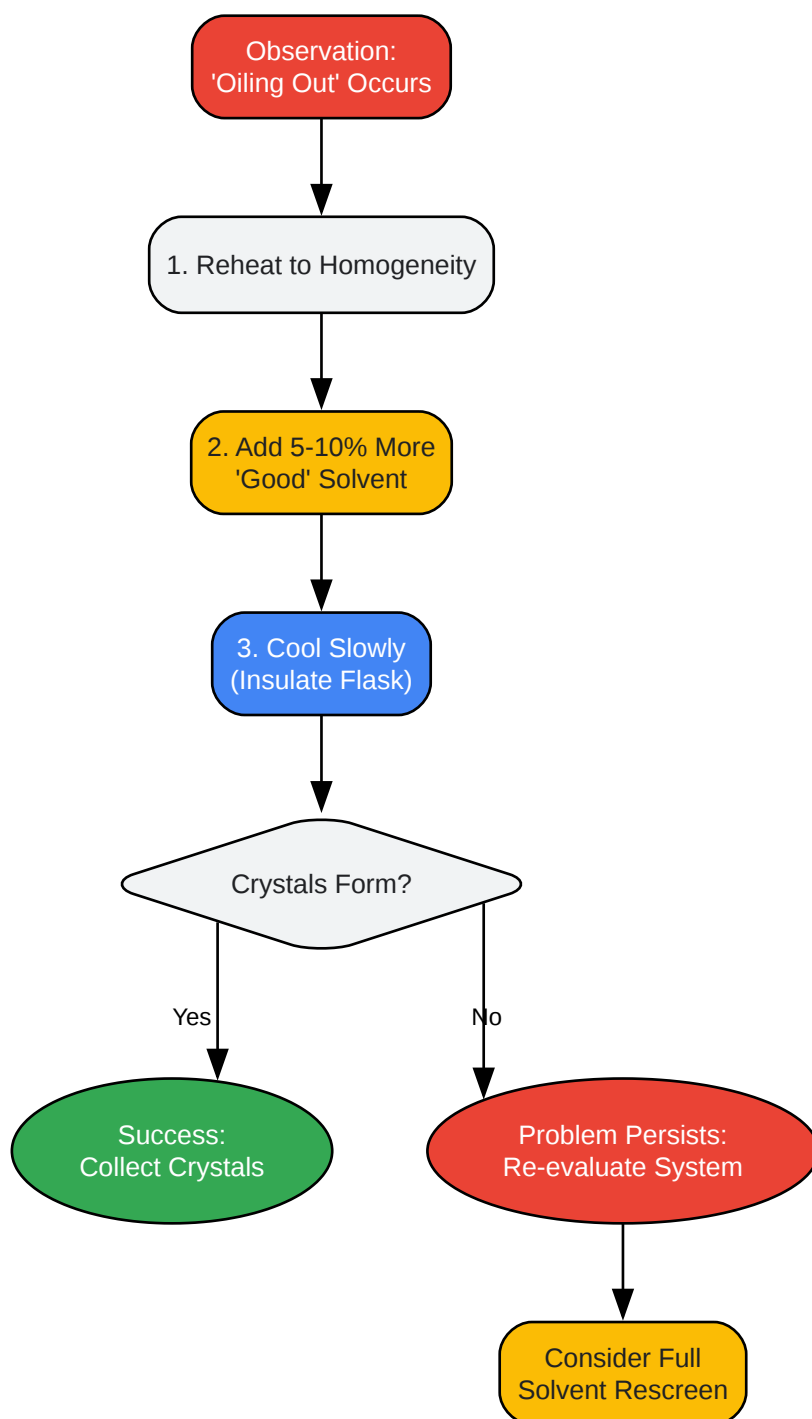 Observation:
'Oiling Out' Occurs
1. Reheat to Homogeneity
2. Add 5-10% More
'Good' Solvent
3. Cool Slowly
(Insulate Flask)
Crystals Form?
Yes
No
Success:
Collect Crystals
Problem Persists:
Re-evaluate System
Consider Full
Solvent Rescreen